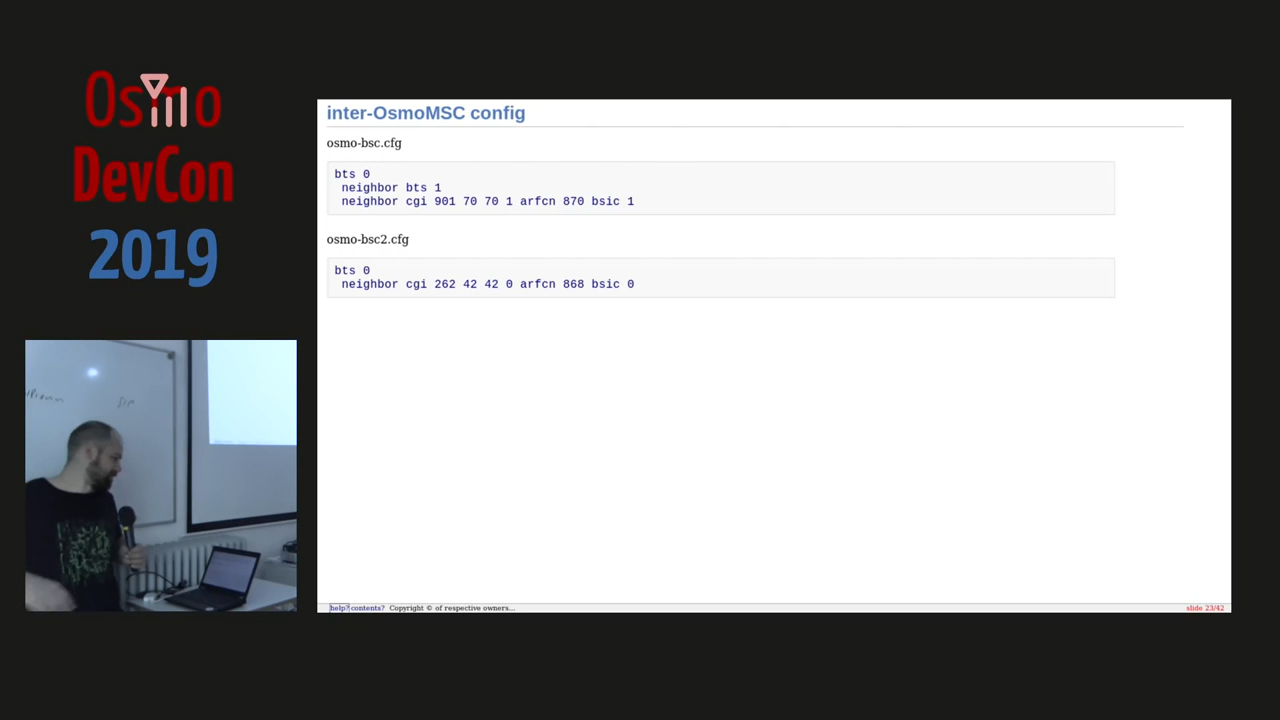 Osmo
DevCon
2019
inter-OsmoMSC config
osmo-bsc.cfg
bts 0
neighbor bts 1
neighbor cgi 901 70 70 1 arfcn 870 bsic 1
osmo-bsc2.cfg
bts 0
neighbor cgi 262 42 42 0 arfcn 868 bsic 0
help? contents? Copyright © of respective owners...
slide 23/42